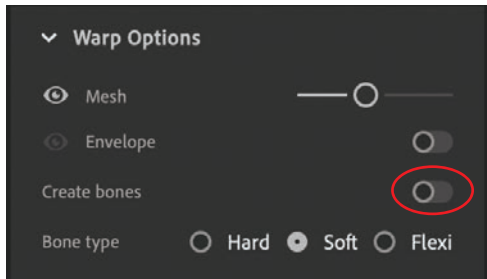 Warp Options
Mesh
Envelope
Create bones
Bone type Hard Soft Flexi